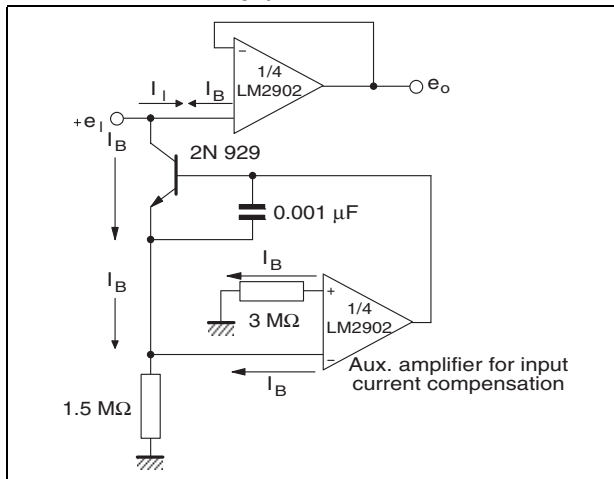 1/4
LM2902
−
e₀
I_I
I_B
+e_I
I_B
2N 929
0.001 μF
I_B
I_B
3 MΩ
+
1/4
LM2902
−
I_B
Aux. amplifier for input
current compensation
1.5 MΩ